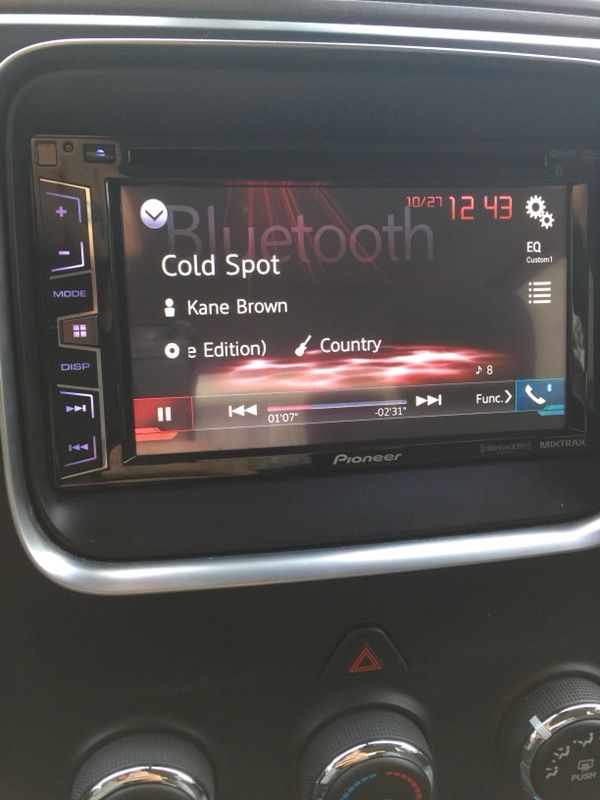 10/27 12 43
Bluetooth
Cold Spot
EQ
Custom1
Kane Brown
e Edition)
Country
8
01'07"
-02'31"
Func.
+
-
MODE
DISP
Pioneer
SiriusXM
MIXTRAX
PUSH